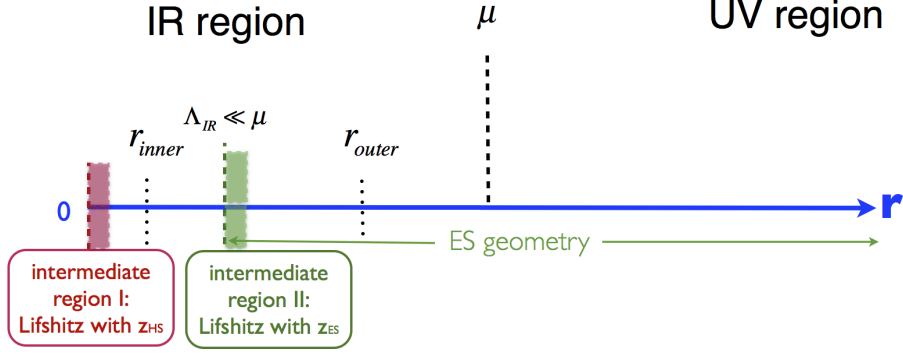 IR region
μ
UV region
Λ_IR ≪ μ
r_inner
r_outer
0
r
ES geometry
intermediate
region I:
Lifshitz with z_HS
intermediate
region II:
Lifshitz with z_ES